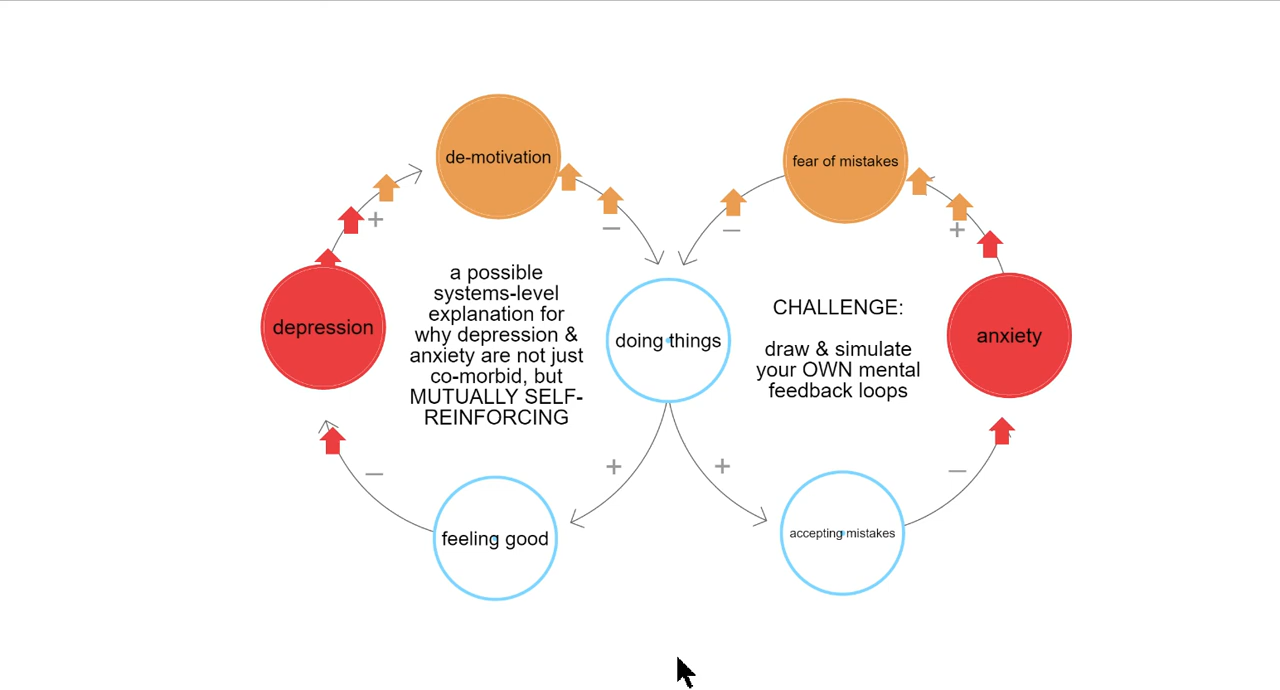 de-motivation
fear of mistakes
+
+
–
–
depression
a possible
systems-level
explanation for
why depression &
anxiety are not just
co-morbid, but
MUTUALLY SELF-
REINFORCING
doing things
CHALLENGE:
draw & simulate
your OWN mental
feedback loops
anxiety
–
+
+
–
feeling good
accepting mistakes